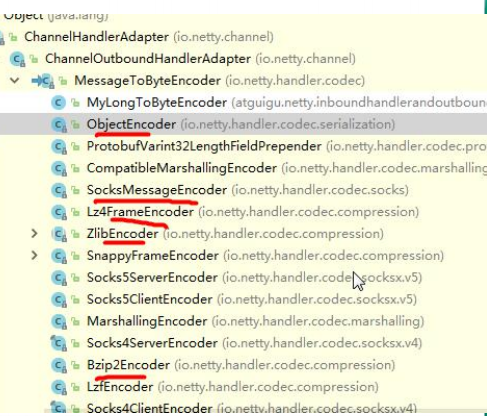 Object (java.lang)
ChannelHandlerAdapter (io.netty.channel)
ChannelOutboundHandlerAdapter (io.netty.channel)
MessageToByteEncoder (io.netty.handler.codec)
MyLongToByteEncoder (atguigu.netty.inboundhandlerandoutboun
ObjectEncoder (io.netty.handler.codec.serialization)
ProtobufVarint32LengthFieldPrepender (io.netty.handler.codec.pro
CompatibleMarshallingEncoder (io.netty.handler.codec.marshalling
SocksMessageEncoder (io.netty.handler.codec.socks)
Lz4FrameEncoder (io.netty.handler.codec.compression)
ZlibEncoder (io.netty.handler.codec.compression)
SnappyFrameEncoder (io.netty.handler.codec.compression)
Socks5ServerEncoder (io.netty.handler.codec.socksx.v5)
Socks5ClientEncoder (io.netty.handler.codec.socksx.v5)
MarshallingEncoder (io.netty.handler.codec.marshalling)
Socks4ServerEncoder (io.netty.handler.codec.socksx.v4)
Bzip2Encoder (io.netty.handler.codec.compression)
LzfEncoder (io.netty.handler.codec.compression)
Socks4ClientEncoder (io.netty.handler.codec.socksx.v4)